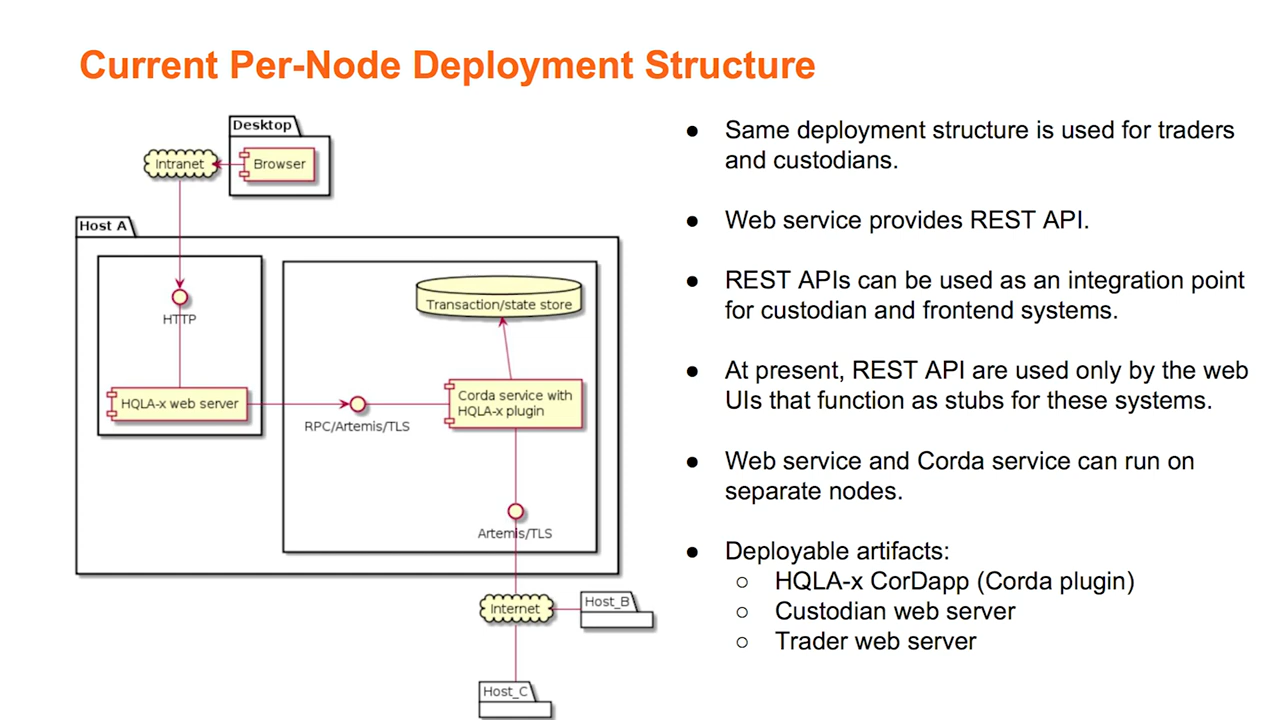 Current Per-Node Deployment Structure
Desktop
Intranet
Browser
Host A
HTTP
Transaction/state store
HQLA-x web server
RPC/Artemis/TLS
Corda service with
HQLA-x plugin
Artemis/TLS
Internet
Host_B
Host_C
● Same deployment structure is used for traders
and custodians.
● Web service provides REST API.
● REST APIs can be used as an integration point
for custodian and frontend systems.
● At present, REST API are used only by the web
UIs that function as stubs for these systems.
● Web service and Corda service can run on
separate nodes.
● Deployable artifacts:
○ HQLA-x CorDapp (Corda plugin)
○ Custodian web server
○ Trader web server